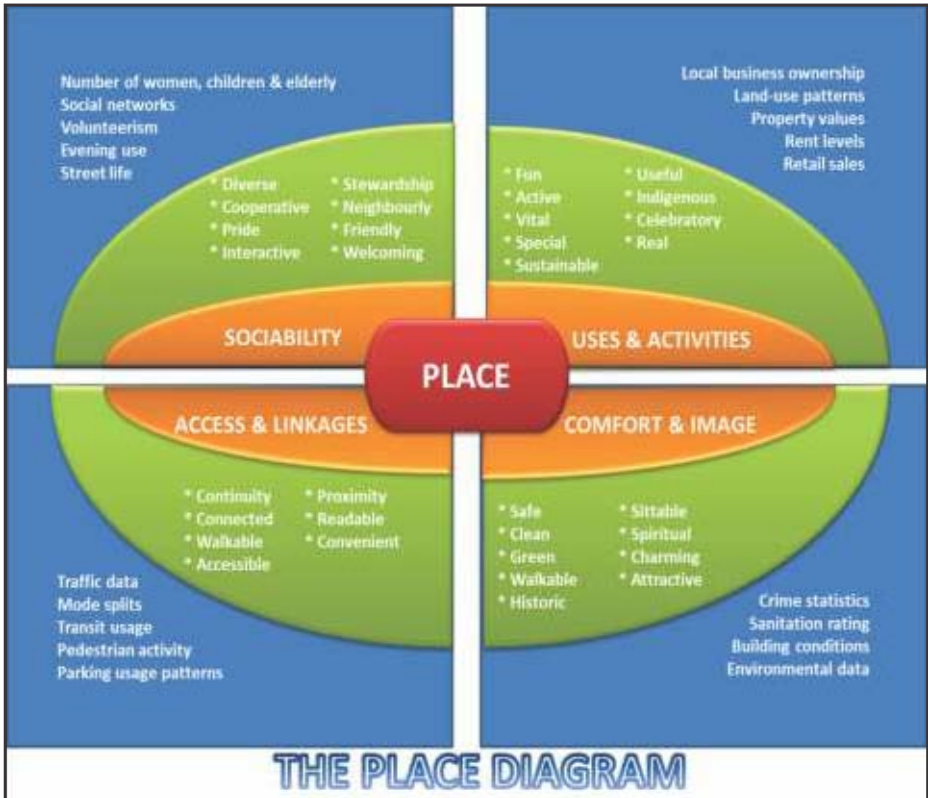 Number of women, children & elderly
Social networks
Volunteerism
Evening use
Street life
* Diverse
* Cooperative
* Pride
* Interactive
* Stewardship
* Neighbourly
* Friendly
* Welcoming
SOCIABILITY
Local business ownership
Land-use patterns
Property values
Rent levels
Retail sales
* Fun
* Active
* Vital
* Special
* Sustainable
* Useful
* Indigenous
* Celebratory
* Real
USES & ACTIVITIES
PLACE
ACCESS & LINKAGES
* Continuity
* Connected
* Walkable
* Accessible
* Proximity
* Readable
* Convenient
Traffic data
Mode splits
Transit usage
Pedestrian activity
Parking usage patterns
COMFORT & IMAGE
* Safe
* Clean
* Green
* Walkable
* Historic
* Sittable
* Spiritual
* Charming
* Attractive
Crime statistics
Sanitation rating
Building conditions
Environmental data
THE PLACE DIAGRAM